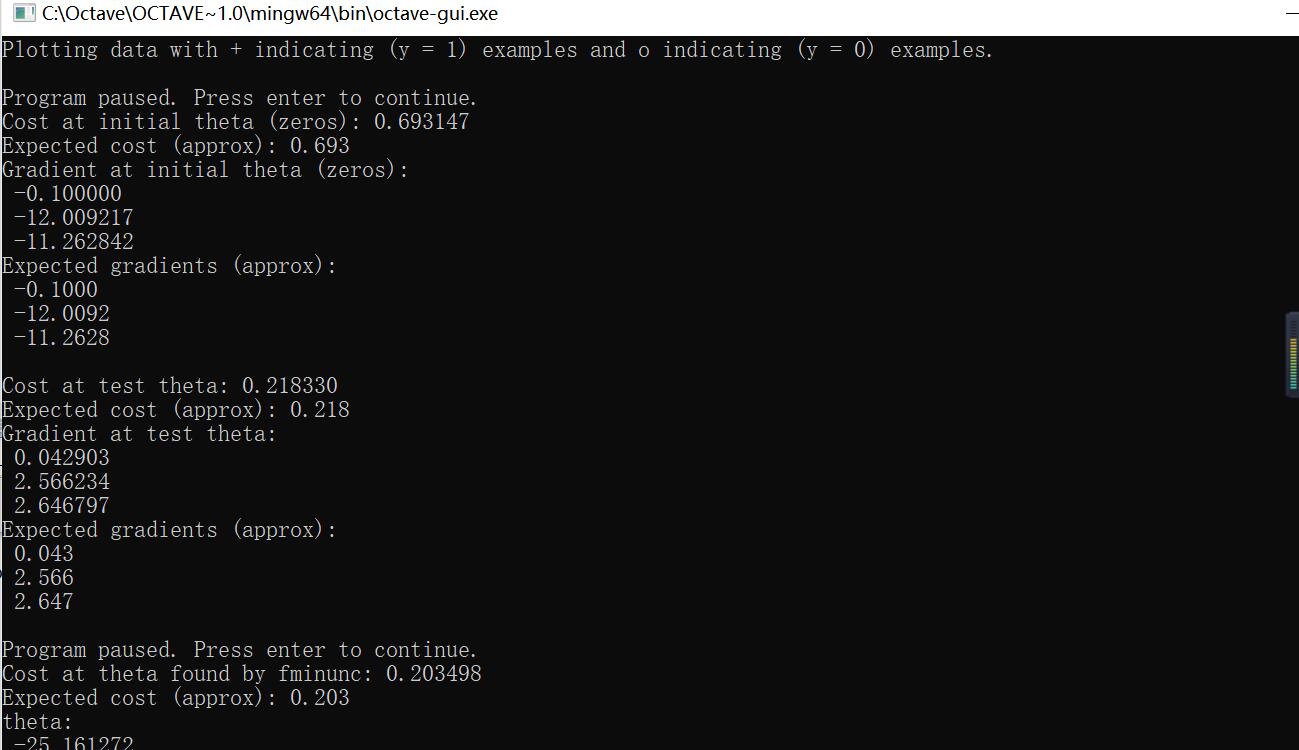 C:\Octave\OCTAVE~1.0\mingw64\bin\octave-gui.exe
Plotting data with + indicating (y = 1) examples and o indicating (y = 0) examples.
Program paused. Press enter to continue.
Cost at initial theta (zeros): 0.693147
Expected cost (approx): 0.693
Gradient at initial theta (zeros):
-0.100000
-12.009217
-11.262842
Expected gradients (approx):
-0.1000
-12.0092
-11.2628
Cost at test theta: 0.218330
Expected cost (approx): 0.218
Gradient at test theta:
0.042903
2.566234
2.646797
Expected gradients (approx):
0.043
2.566
2.647
Program paused. Press enter to continue.
Cost at theta found by fminunc: 0.203498
Expected cost (approx): 0.203
theta:
-25.161272